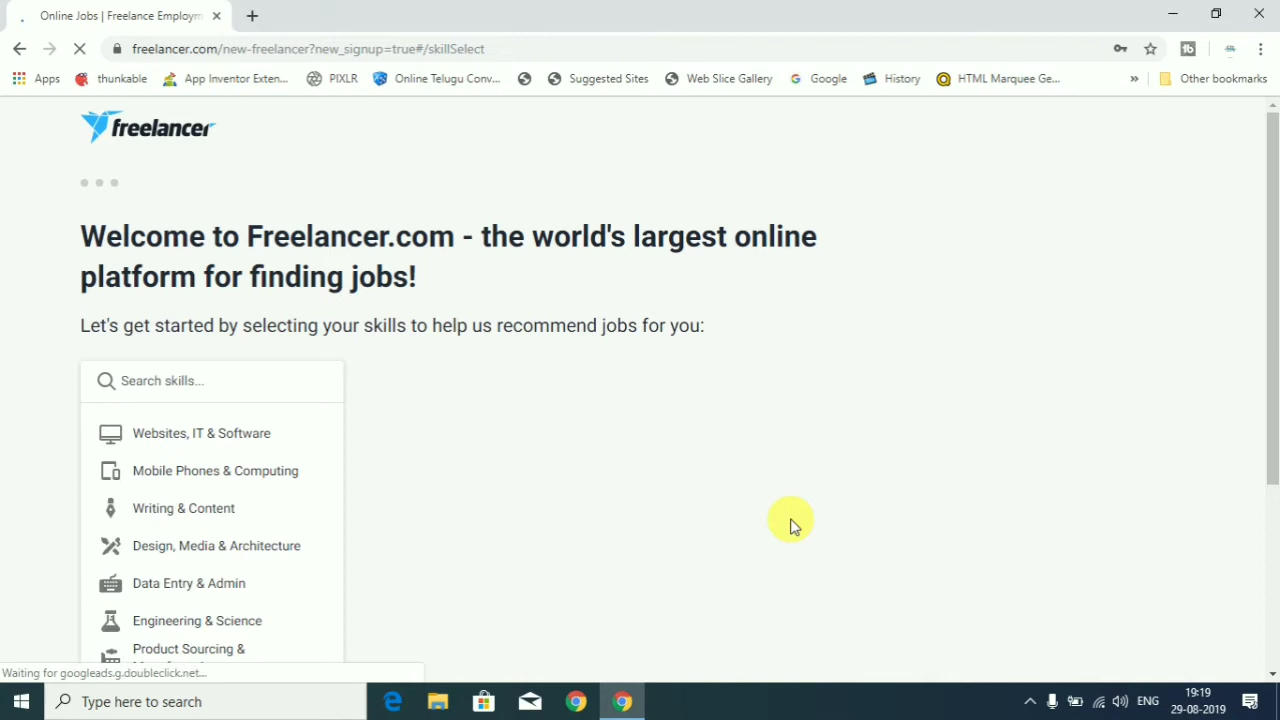 Online Jobs | Freelance Employm
freelancer.com/new-freelancer?new_signup=true#/skillSelect
Apps thunkable App Inventor Exten... PIXLR Online Telugu Conv... Suggested Sites Web Slice Gallery Google History HTML Marquee Ge... » Other bookmarks
freelancer
Welcome to Freelancer.com - the world's largest online
platform for finding jobs!
Let's get started by selecting your skills to help us recommend jobs for you:
Search skills...
Websites, IT & Software
Mobile Phones & Computing
Writing & Content
Design, Media & Architecture
Data Entry & Admin
Engineering & Science
Product Sourcing &
Waiting for googleads.g.doubleclick.net...
Type here to search
ENG
19:19
29-08-2019